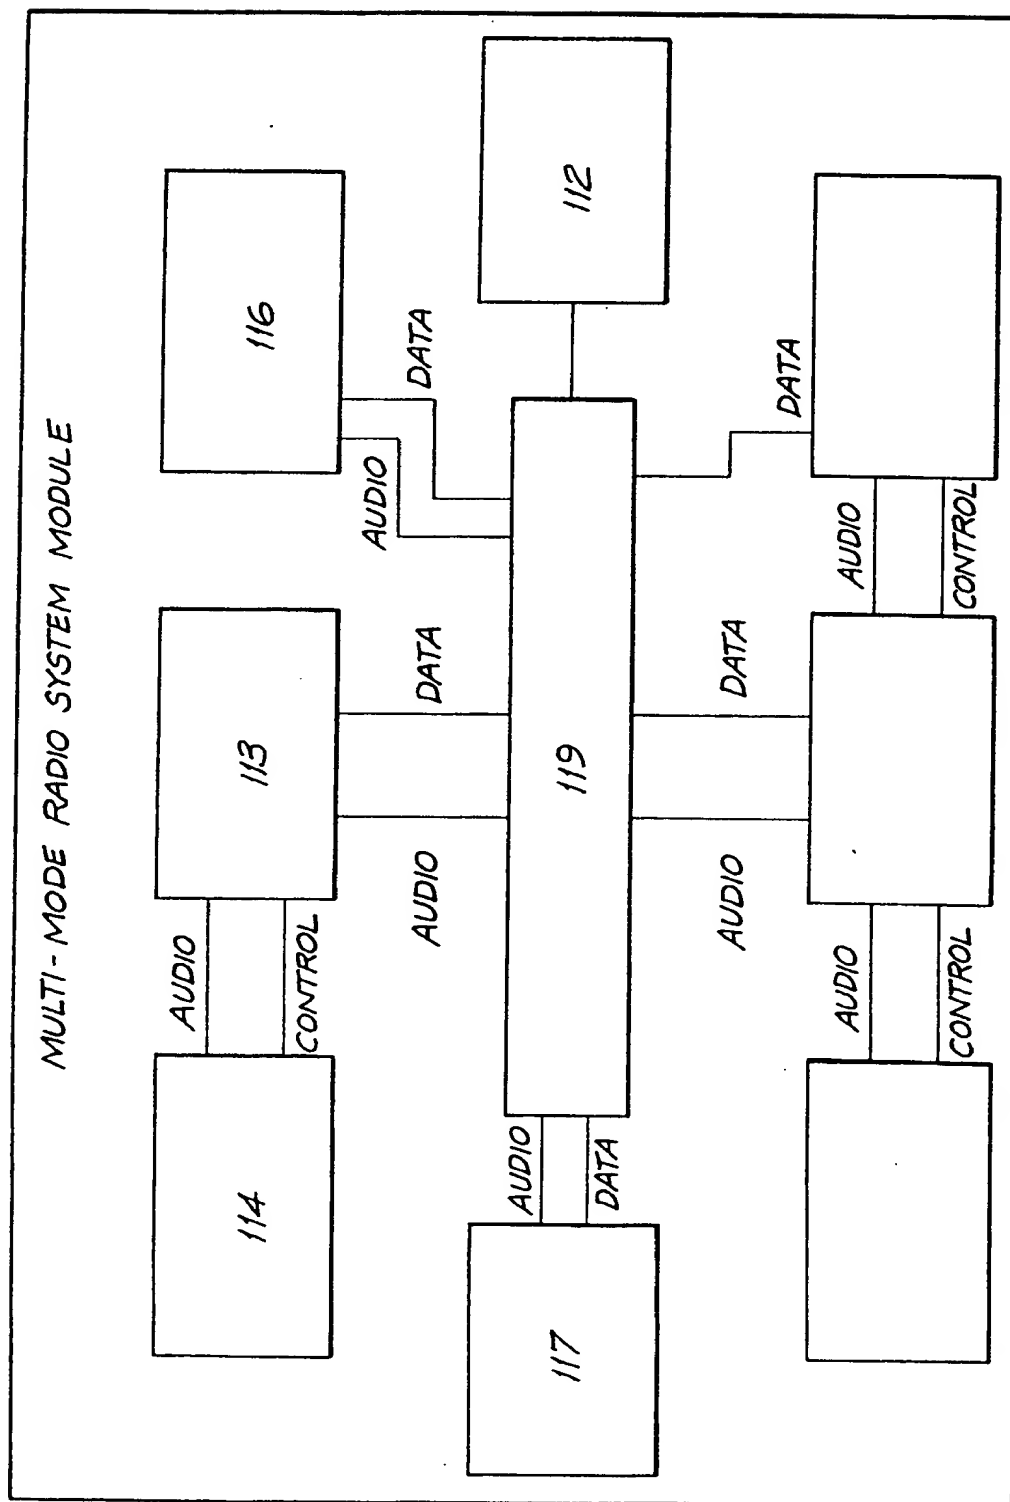 MULTI-MODE RADIO SYSTEM MODULE
114
AUDIO
CONTROL
113
116
AUDIO
DATA
AUDIO
DATA
117
AUDIO
DATA
119
112
AUDIO
DATA
DATA
AUDIO
CONTROL
AUDIO
CONTROL